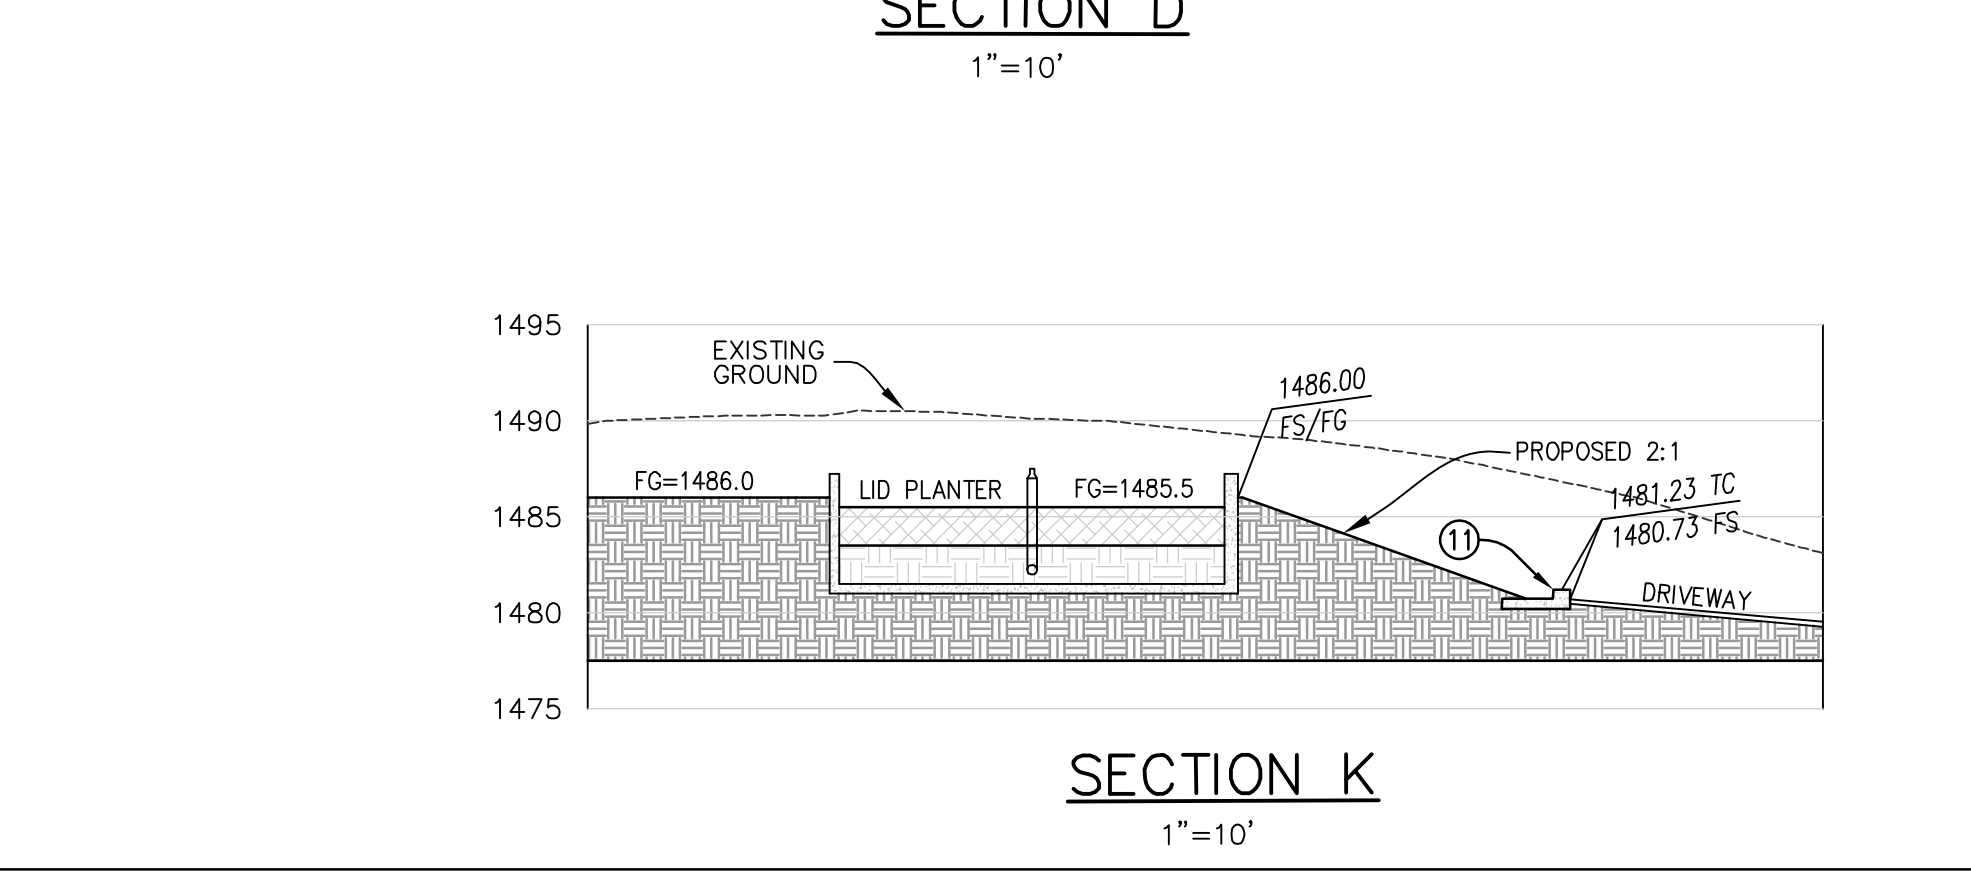 SECTION D
1"=10'
1495
EXISTING
GROUND
1486.00
FS/FG
1490
PROPOSED 2:1
FG=1486.0
LID PLANTER
FG=1485.5
1481.23 TC
1480.73 FS
1485
11
DRIVEWAY
1480
1475
SECTION K
1"=10'